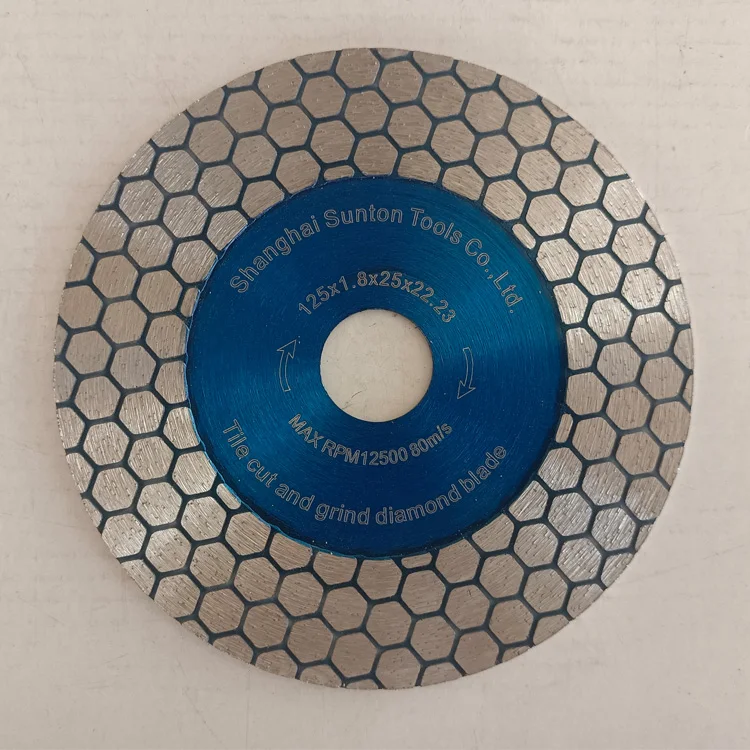 Shanghai Sunton Tools Co., Ltd.
125x1.8x25x22.23
MAX RPM12500 80m/s
Tile cut and grind diamond blade